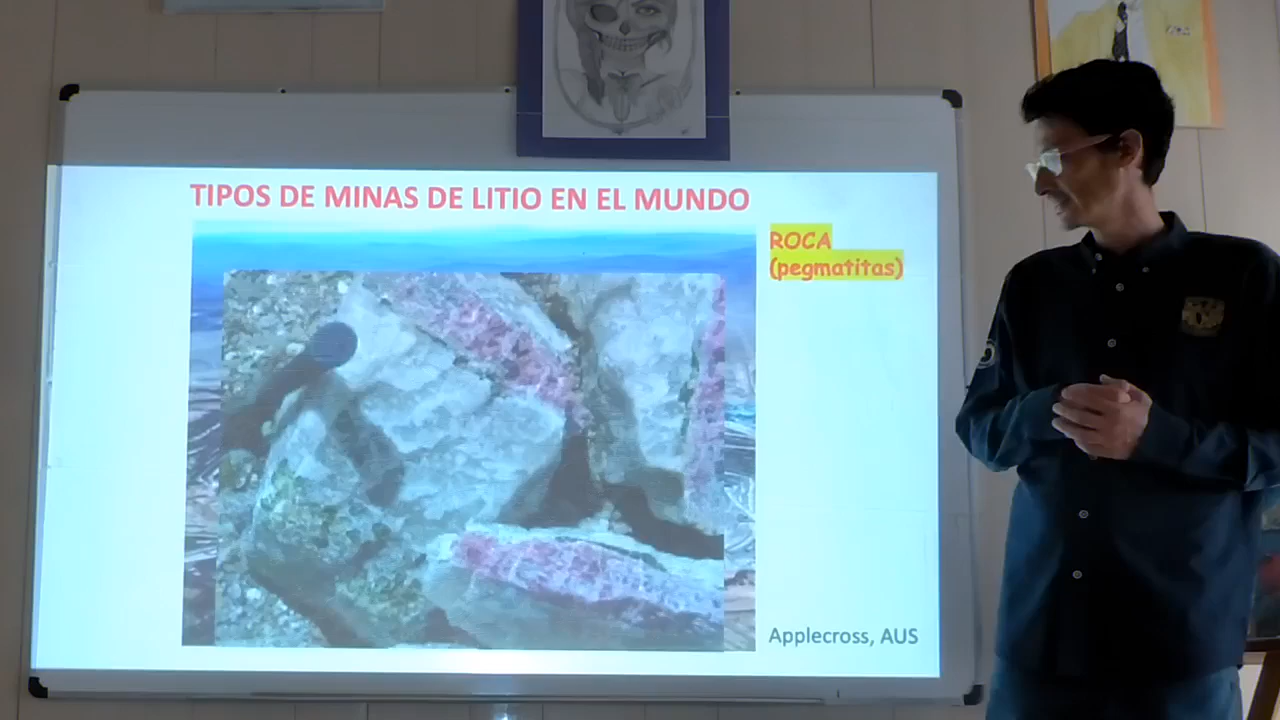 TIPOS DE MINAS DE LITIO EN EL MUNDO
ROCA
(pegmatitas)
Applecross, AUS